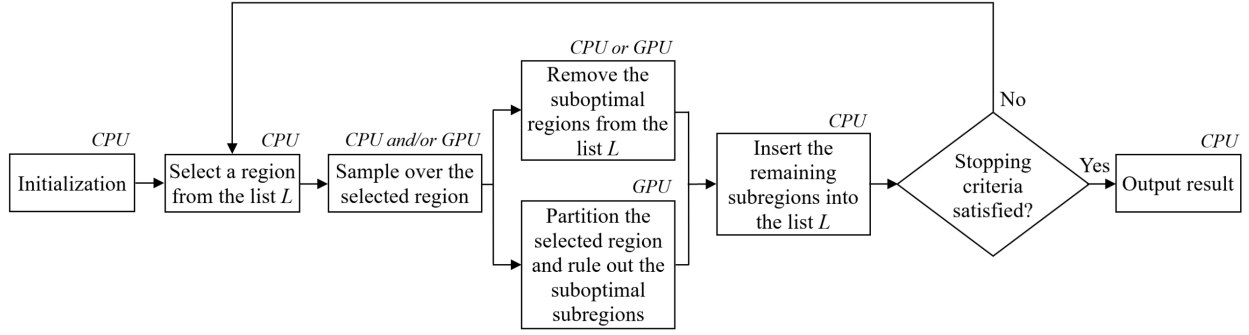 CPU
Initialization
CPU
Select a region
from the list L
CPU and/or GPU
Sample over the
selected region
CPU or GPU
Remove the
suboptimal
regions from the
list L
GPU
Partition the
selected region
and rule out the
suboptimal
subregions
CPU
Insert the
remaining
subregions into
the list L
Stopping
criteria
satisfied?
No
Yes
CPU
Output result